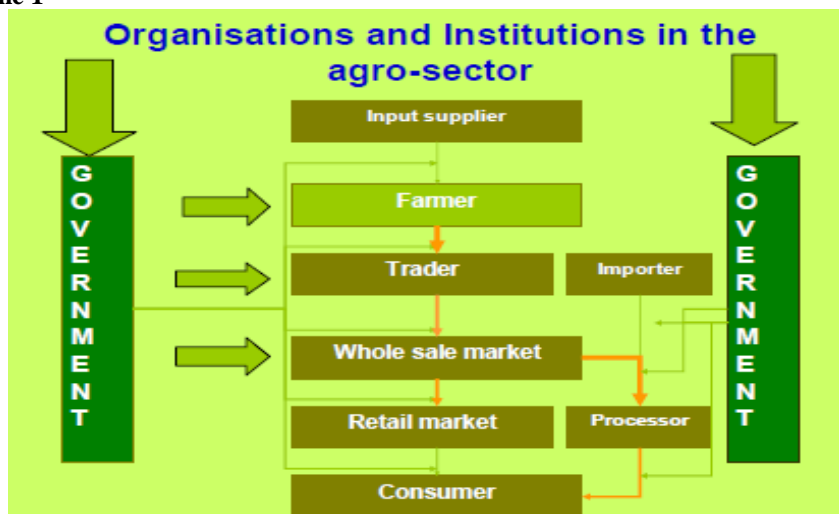 Organisations and Institutions in the
agro-sector
Input supplier
G
O
V
E
R
N
M
E
N
T
Farmer
Trader
Importer
Whole sale market
Retail market
Processor
Consumer
G
O
V
E
R
N
M
E
N
T